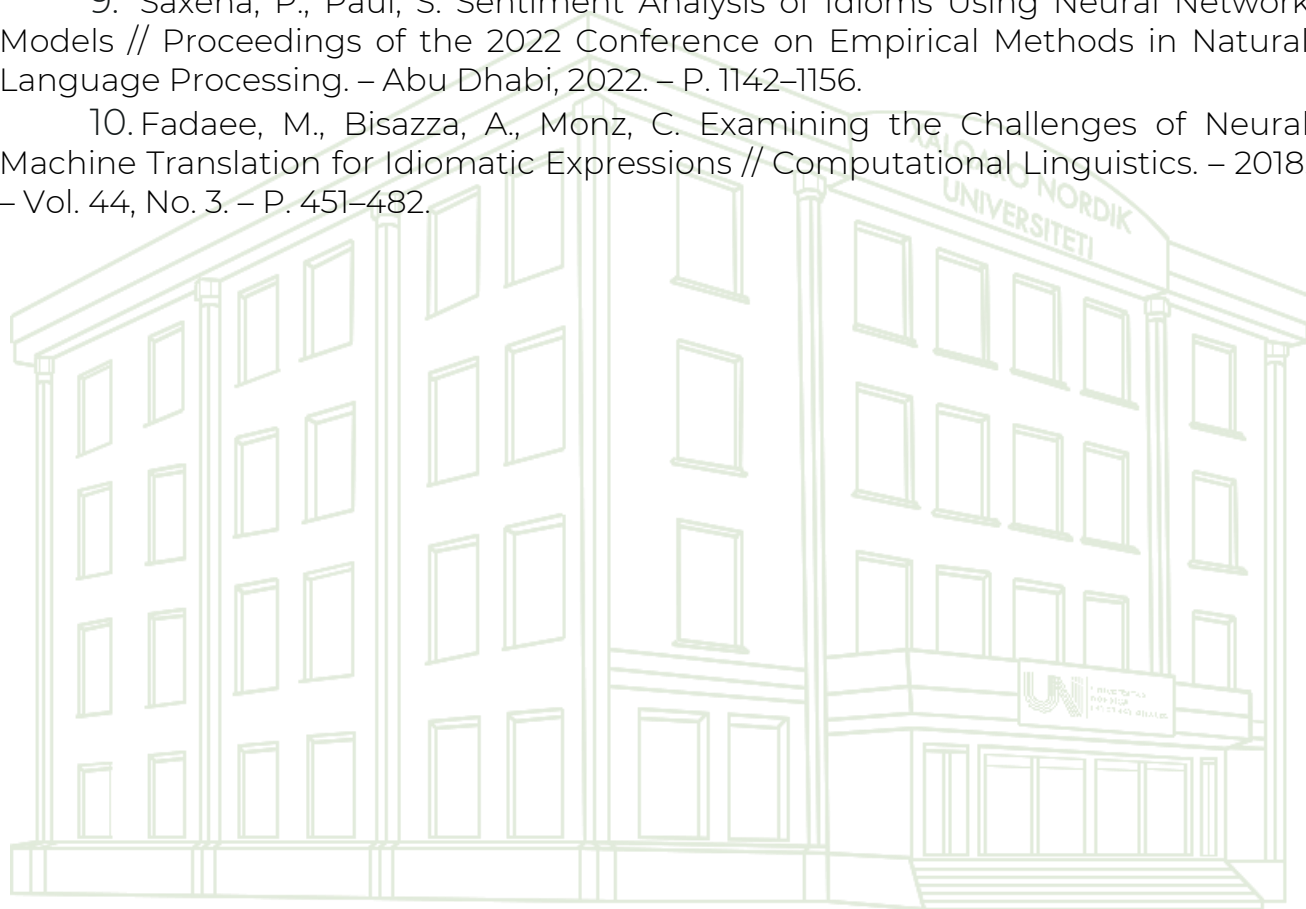 9. Saxena, P., Paul, S. Sentiment Analysis of Idioms Using Neural Network
Models // Proceedings of the 2022 Conference on Empirical Methods in Natural
Language Processing. – Abu Dhabi, 2022. – P. 1142–1156.
10. Fadaee, M., Bisazza, A., Monz, C. Examining the Challenges of Neural
Machine Translation for Idiomatic Expressions // Computational Linguistics. – 2018
– Vol. 44, No. 3. – P. 451–482.
NORDIK
UNIVERSITETI
UNI